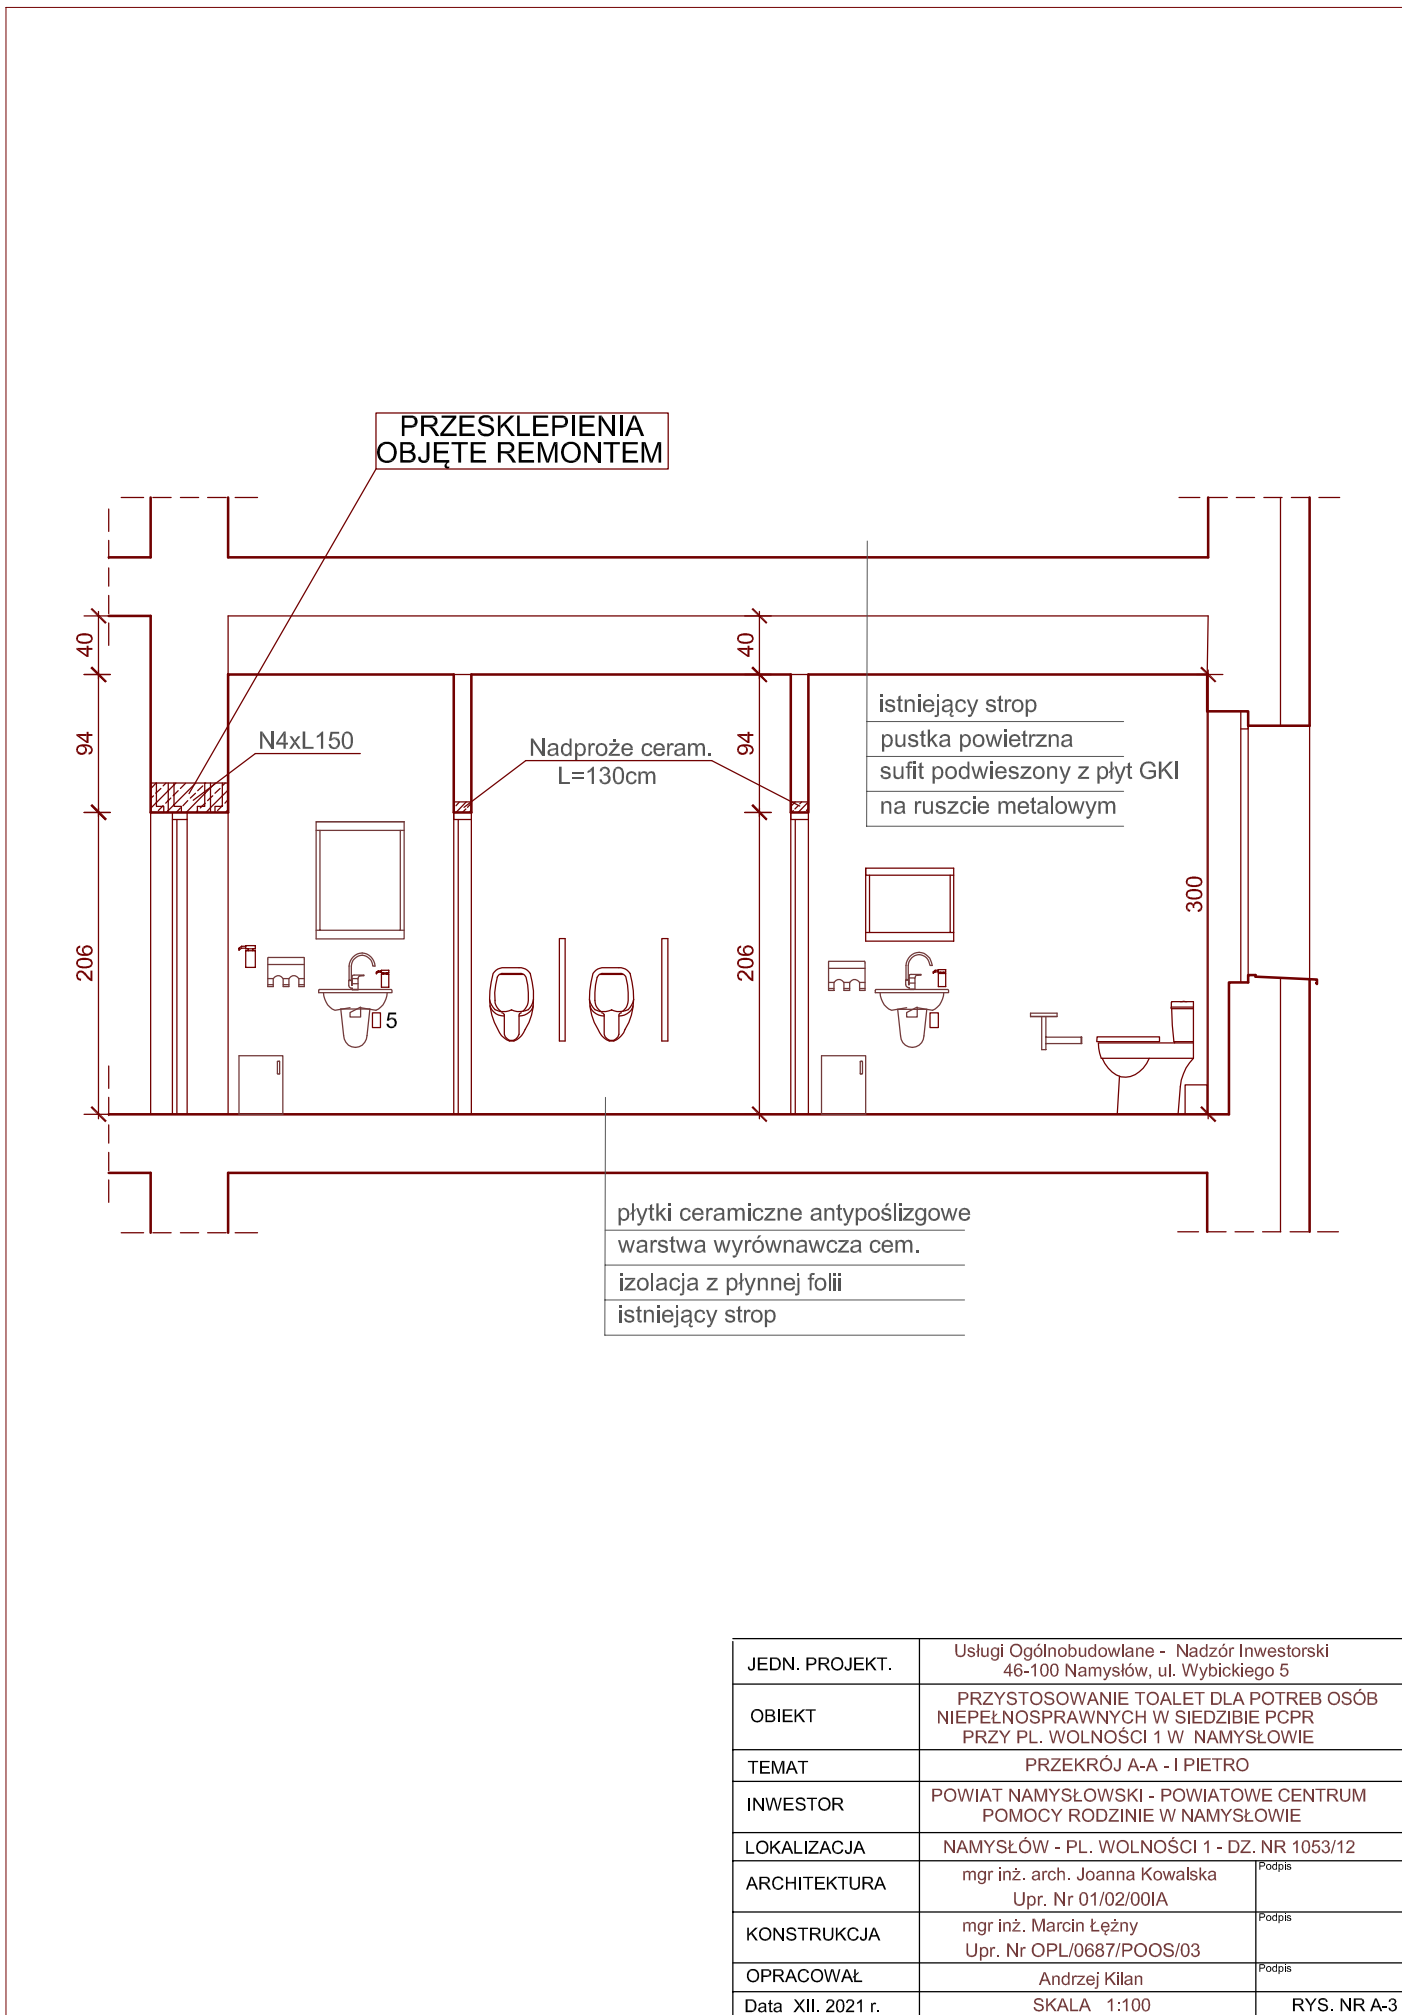 PRZESKLEPIENIA
OBJĘTE REMONTEM
40
40
94
94
N4xL150
Nadproże ceram.
L=130cm
istniejący strop
pustka powietrzna
sufit podwieszony z płyt GKI
na ruszcie metalowym
300
206
206
5
płytki ceramiczne antypoślizgowe
warstwa wyrównawcza cem.
izolacja z płynnej folii
istniejący strop
JEDN. PROJEKT.
Usługi Ogólnobudowlane - Nadzór Inwestorski
46-100 Namysłów, ul. Wybickiego 5
OBIEKT
PRZYSTOSOWANIE TOALET DLA POTREB OSÓB
NIEPEŁNOSPRAWNYCH W SIEDZIBIE PCPR
PRZY PL. WOLNOŚCI 1 W NAMYSŁOWIE
TEMAT
PRZEKRÓJ A-A - I PIETRO
INWESTOR
POWIAT NAMYSŁOWSKI - POWIATOWE CENTRUM
POMOCY RODZINIE W NAMYSŁOWIE
LOKALIZACJA
NAMYSŁÓW - PL. WOLNOŚCI 1 - DZ. NR 1053/12
ARCHITEKTURA
mgr inż. arch. Joanna Kowalska
Upr. Nr 01/02/00IA
Podpis
KONSTRUKCJA
mgr inż. Marcin Łężny
Upr. Nr OPL/0687/POOS/03
Podpis
OPRACOWAŁ
Andrzej Kilan
Podpis
Data XII. 2021 r.
SKALA 1:100
RYS. NR A-3